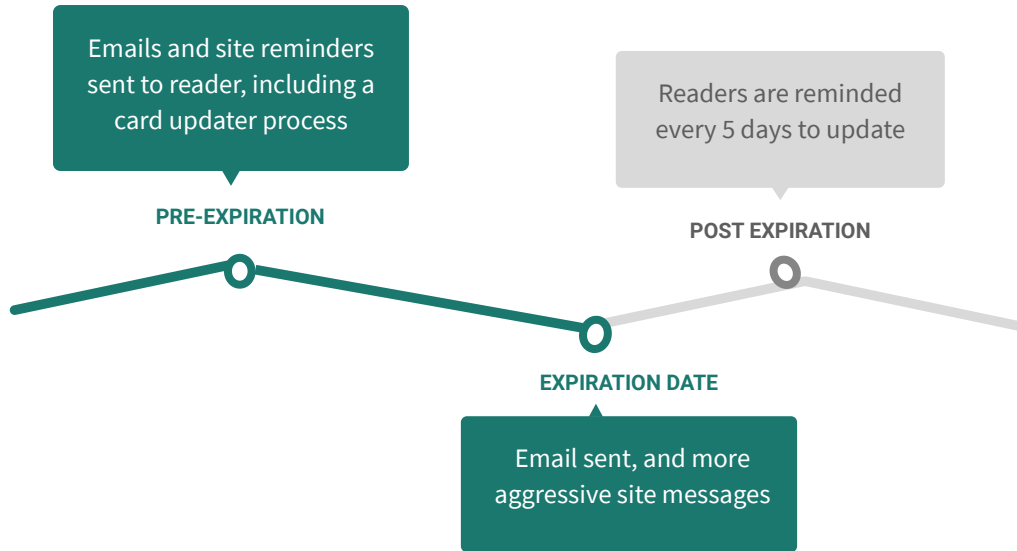 Emails and site reminders
sent to reader, including a
card updater process
PRE-EXPIRATION
Readers are reminded
every 5 days to update
POST EXPIRATION
EXPIRATION DATE
Email sent, and more
aggressive site messages